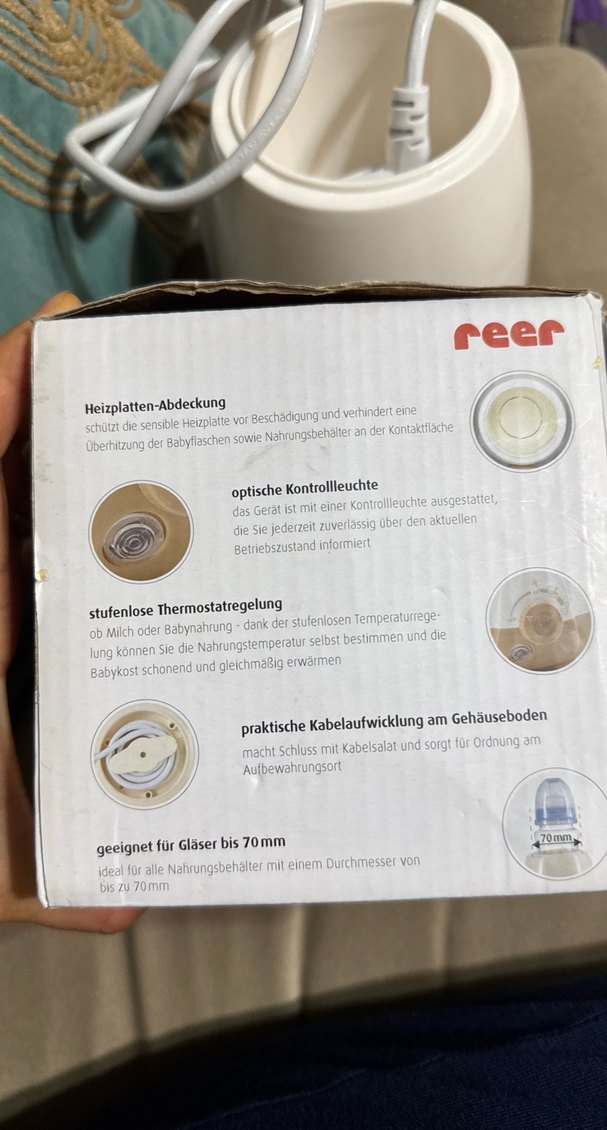 reer
Heizplatten-Abdeckung
schützt die sensible Heizplatte vor Beschädigung und verhindert eine
Überhitzung der Babyflaschen sowie Nahrungsbehälter an der Kontaktfläche
optische Kontrollleuchte
das Gerät ist mit einer Kontrollleuchte ausgestattet,
die Sie jederzeit zuverlässig über den aktuellen
Betriebszustand informiert
stufenlose Thermostatregelung
ob Milch oder Babynahrung - dank der stufenlosen Temperaturrege-
lung können Sie die Nahrungstemperatur selbst bestimmen und die
Babykost schonend und gleichmäßig erwärmen
praktische Kabelaufwicklung am Gehäuseboden
macht Schluss mit Kabelsalat und sorgt für Ordnung am
Aufbewahrungsort
70 mm
geeignet für Gläser bis 70 mm
ideal für alle Nahrungsbehälter mit einem Durchmesser von
bis zu 70 mm